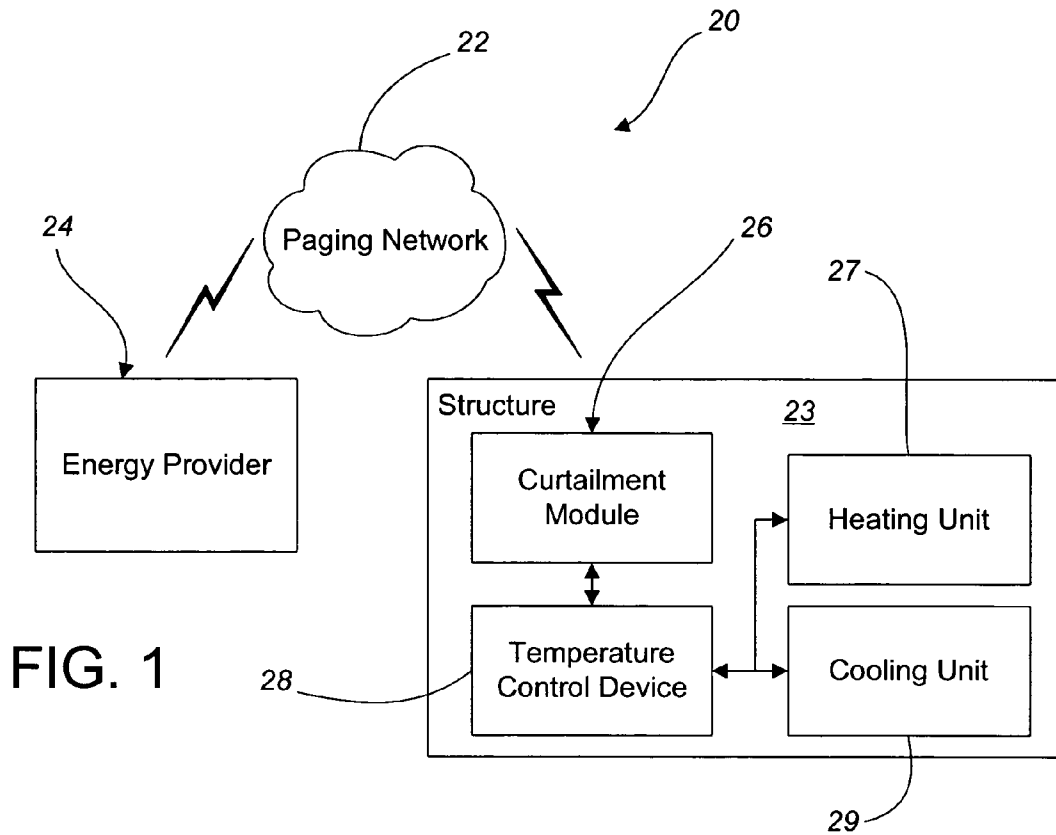 20
22
Paging Network
24
26
27
Energy Provider
Structure
23
Curtailment
Module
Heating Unit
Temperature
Control Device
Cooling Unit
FIG. 1
28
29